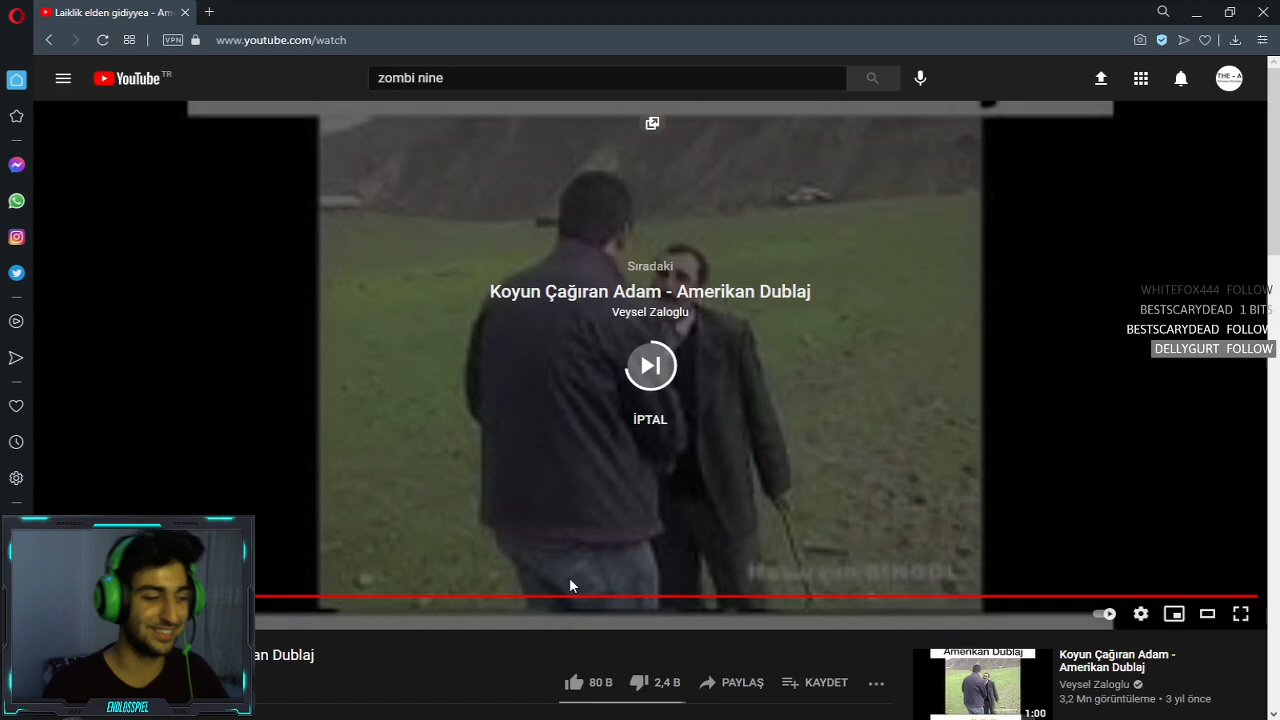 Laiklik elden gidiyyea - Am
VPN
www.youtube.com/watch
YouTube TR
zombi nine
THE - A
Sıradaki
Koyun Çağıran Adam - Amerikan Dublaj
Veysel Zaloglu
İPTAL
WHITEFOX444 FOLLOW
BESTSCARYDEAD 1 BITS
BESTSCARYDEAD FOLLOW
DELLYGURT FOLLOW
an Dublaj
80 B
2,4 B
PAYLAŞ
KAYDET
Amerikan Dublaj
1:00
Koyun Çağıran Adam -
Amerikan Dublaj
Veysel Zaloglu
3,2 Mn görüntüleme • 3 yıl önce
ENDLOSSPIEL